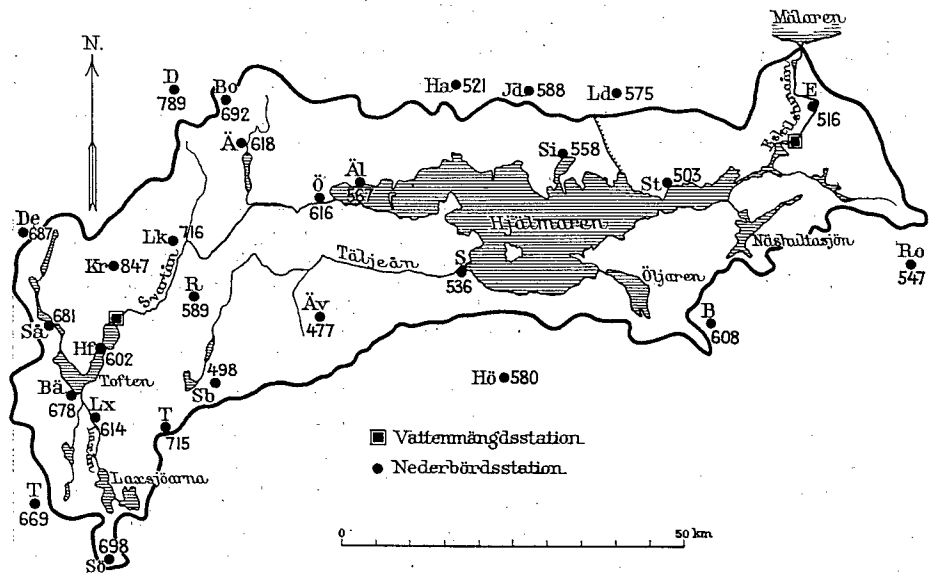 Mälaren
N.
D
789
Bo
692
Ha 521
Jd 588
Ld 575
E
516
Eskilstunaån
Ä 618
Si 558
Äl
567
St 503
Ö
616
De
687
Lk 716
Hjälmaren
Näshultasjön
Kr 847
Svartån
Täljeån
S
536
Öljaren
Ro
547
R
589
Äv
477
B
608
681
Så
Hf
602
Toften
498
Sb
Hö 580
Bä
678
Lx
614
T
715
Vattenmängdsstation
Nederbördsstation
Laxsjöarna
T
669
698
Sö
0 50 km